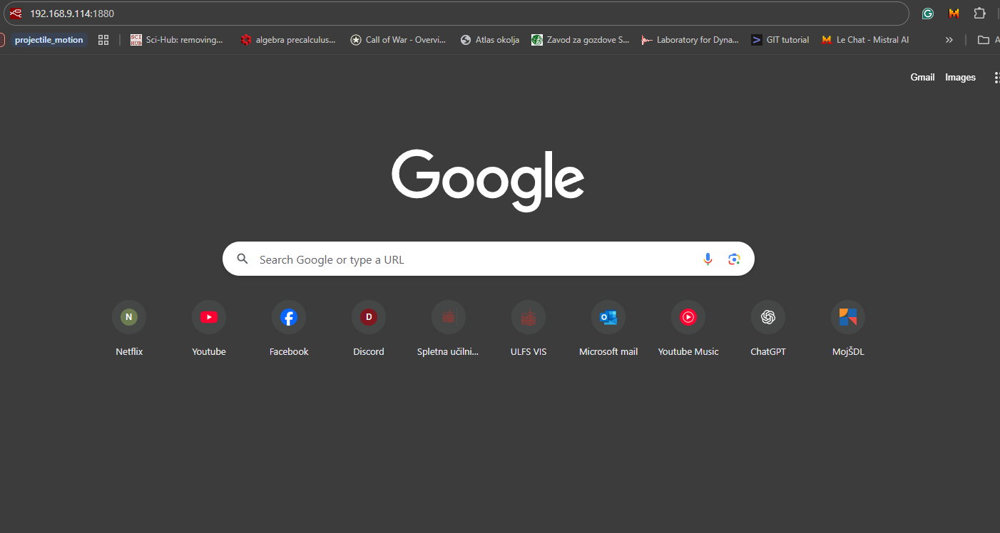 192.168.9.114:1880
projectile_motion SCI HUB Sci-Hub: removing... algebra precalculus... Call of War - Overvi... Atlas okolja Zavod za gozdove S... Laboratory for Dyna... > GIT tutorial Le Chat - Mistral AI » A
Gmail Images
Google
Search Google or type a URL
N D
Netflix Youtube Facebook Discord Spletna učilni... ULFS VIS Microsoft mail Youtube Music ChatGPT MojŠDL